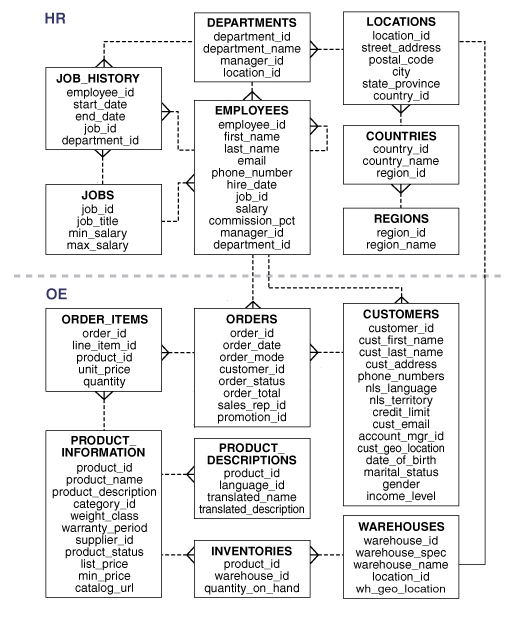 HR
DEPARTMENTS
department_id
department_name
manager_id
location_id
LOCATIONS
location_id
street_address
postal_code
city
state_province
country_id
JOB_HISTORY
employee_id
start_date
end_date
job_id
department_id
EMPLOYEES
employee_id
first_name
last_name
email
phone_number
hire_date
job_id
salary
commission_pct
manager_id
department_id
COUNTRIES
country_id
country_name
region_id
JOBS
job_id
job_title
min_salary
max_salary
REGIONS
region_id
region_name
OE
ORDER_ITEMS
order_id
line_item_id
product_id
unit_price
quantity
ORDERS
order_id
order_date
order_mode
customer_id
order_status
order_total
sales_rep_id
promotion_id
CUSTOMERS
customer_id
cust_first_name
cust_last_name
cust_address
phone_numbers
nls_language
nls_territory
credit_limit
cust_email
account_mgr_id
cust_geo_location
date_of_birth
marital_status
gender
income_level
PRODUCT_
INFORMATION
product_id
product_name
product_description
category_id
weight_class
warranty_period
supplier_id
product_status
list_price
min_price
catalog_url
PRODUCT_
DESCRIPTIONS
product_id
language_id
translated_name
translated_description
INVENTORIES
product_id
warehouse_id
quantity_on_hand
WAREHOUSES
warehouse_id
warehouse_spec
warehouse_name
location_id
wh_geo_location